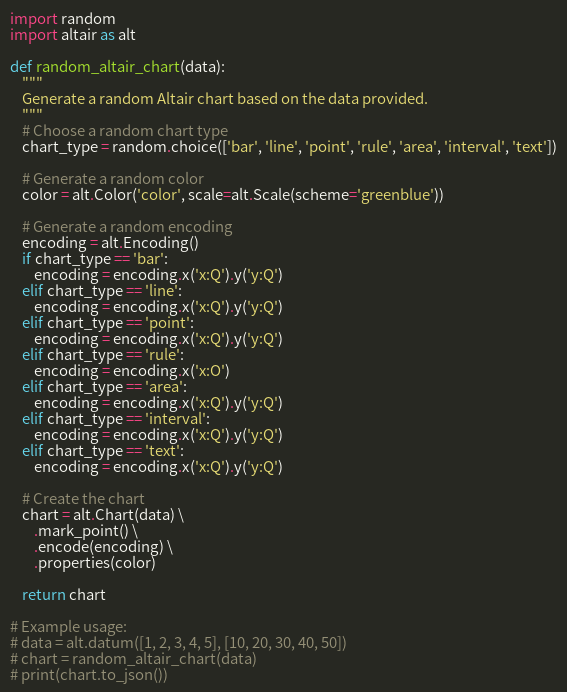 import random
import altair as alt

def random_altair_chart(data):
    """
    Generate a random Altair chart based on the data provided.
    """
    # Choose a random chart type
    chart_type = random.choice(['bar', 'line', 'point', 'rule', 'area', 'interval', 'text'])

    # Generate a random color
    color = alt.Color('color', scale=alt.Scale(scheme='greenblue'))

    # Generate a random encoding
    encoding = alt.Encoding()
    if chart_type == 'bar':
        encoding = encoding.x('x:Q').y('y:Q')
    elif chart_type == 'line':
        encoding = encoding.x('x:Q').y('y:Q')
    elif chart_type == 'point':
        encoding = encoding.x('x:Q').y('y:Q')
    elif chart_type == 'rule':
        encoding = encoding.x('x:O')
    elif chart_type == 'area':
        encoding = encoding.x('x:Q').y('y:Q')
    elif chart_type == 'interval':
        encoding = encoding.x('x:Q').y('y:Q')
    elif chart_type == 'text':
        encoding = encoding.x('x:Q').y('y:Q')

    # Create the chart
    chart = alt.Chart(data) \
        .mark_point() \
        .encode(encoding) \
        .properties(color)

    return chart

# Example usage:
# data = alt.datum([1, 2, 3, 4, 5], [10, 20, 30, 40, 50])
# chart = random_altair_chart(data)
# print(chart.to_json())